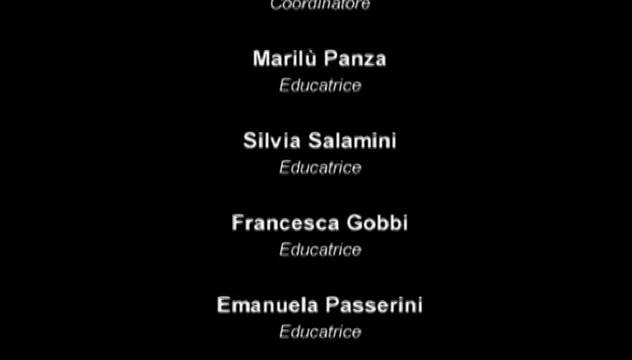 Coordinatore
Marilù Panza
Educatrice
Silvia Salamini
Educatrice
Francesca Gobbi
Educatrice
Emanuela Passerini
Educatrice